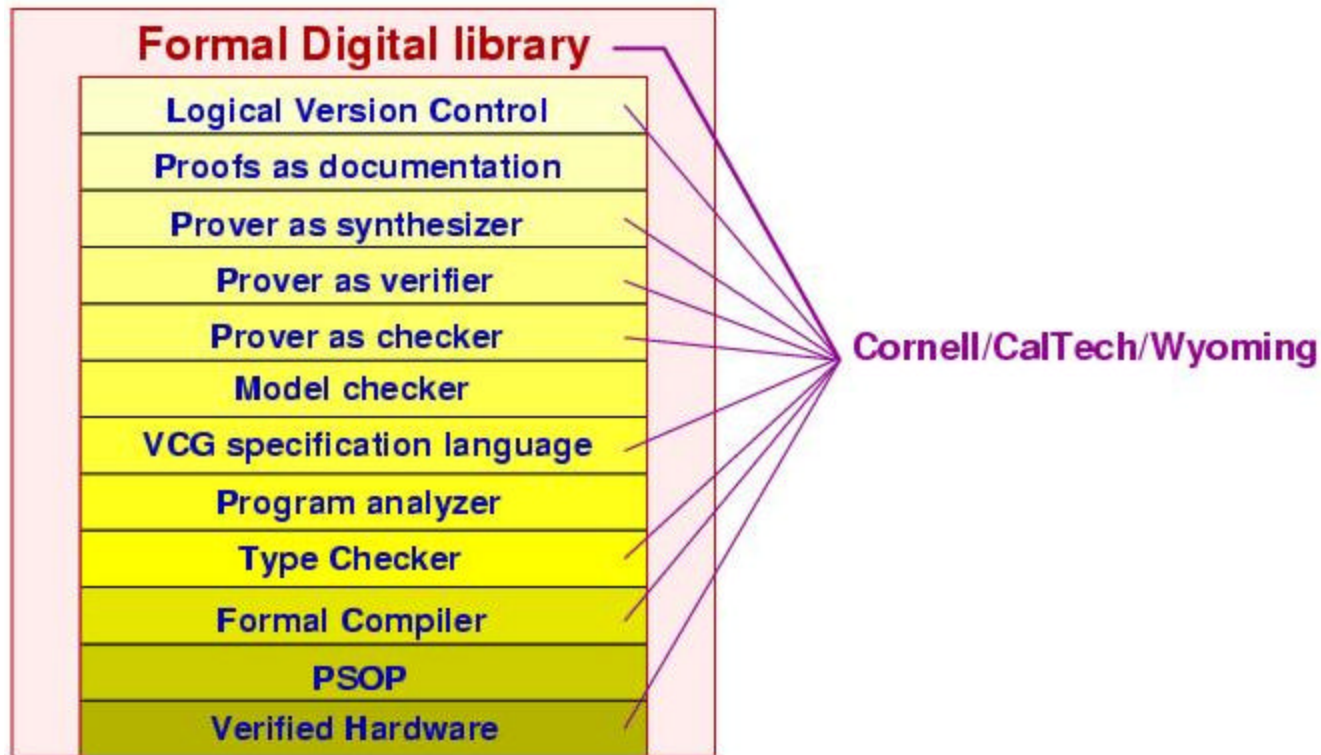 Formal Digital library
Logical Version Control
Proofs as documentation
Prover as synthesizer
Prover as verifier
Prover as checker
Model checker
VCG specification language
Program analyzer
Type Checker
Formal Compiler
PSOP
Verified Hardware
Cornell/CalTech/Wyoming